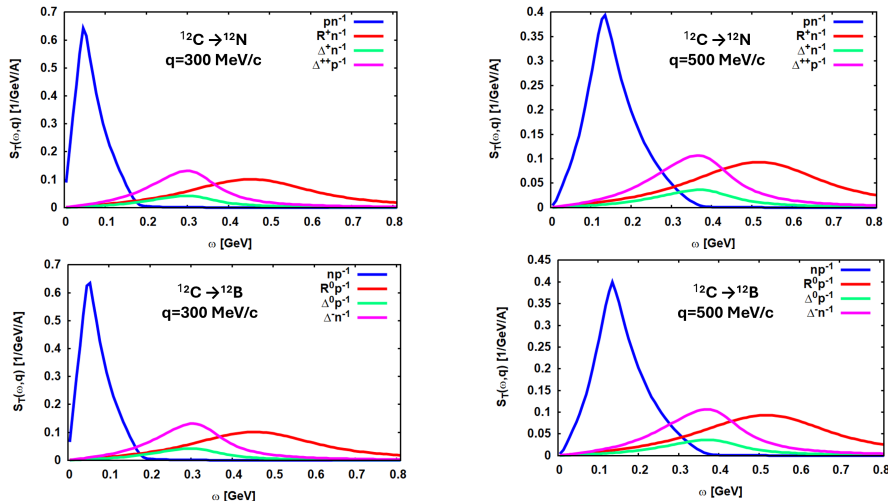 0.7
0.6
0.5
0.4
0.3
0.2
0.1
0
0 0.1 0.2 0.3 0.4 0.5 0.6 0.7 0.8
S_T(ω,q) [1/GeV/A]
ω [GeV]
¹²C→¹²N
q=300 MeV/c
pn⁻¹
R⁺n⁻¹
Δ⁺n⁻¹
Δ⁺⁺p⁻¹
0.4
0.35
0.3
0.25
0.2
0.15
0.1
0.05
0
0 0.1 0.2 0.3 0.4 0.5 0.6 0.7 0.8
S_T(ω,q) [1/GeV/A]
ω [GeV]
¹²C→¹²N
q=500 MeV/c
pn⁻¹
R⁺n⁻¹
Δ⁺n⁻¹
Δ⁺⁺p⁻¹
0.7
0.6
0.5
0.4
0.3
0.2
0.1
0
0 0.1 0.2 0.3 0.4 0.5 0.6 0.7 0.8
S_T(ω,q) [1/GeV/A]
ω [GeV]
¹²C→¹²B
q=300 MeV/c
np⁻¹
R⁰p⁻¹
Δ⁰p⁻¹
Δ⁻n⁻¹
0.45
0.4
0.35
0.3
0.25
0.2
0.15
0.1
0.05
0
0 0.1 0.2 0.3 0.4 0.5 0.6 0.7 0.8
S_T(ω,q) [1/GeV/A]
ω [GeV]
¹²C→¹²B
q=500 MeV/c
np⁻¹
R⁰p⁻¹
Δ⁰p⁻¹
Δ⁻n⁻¹